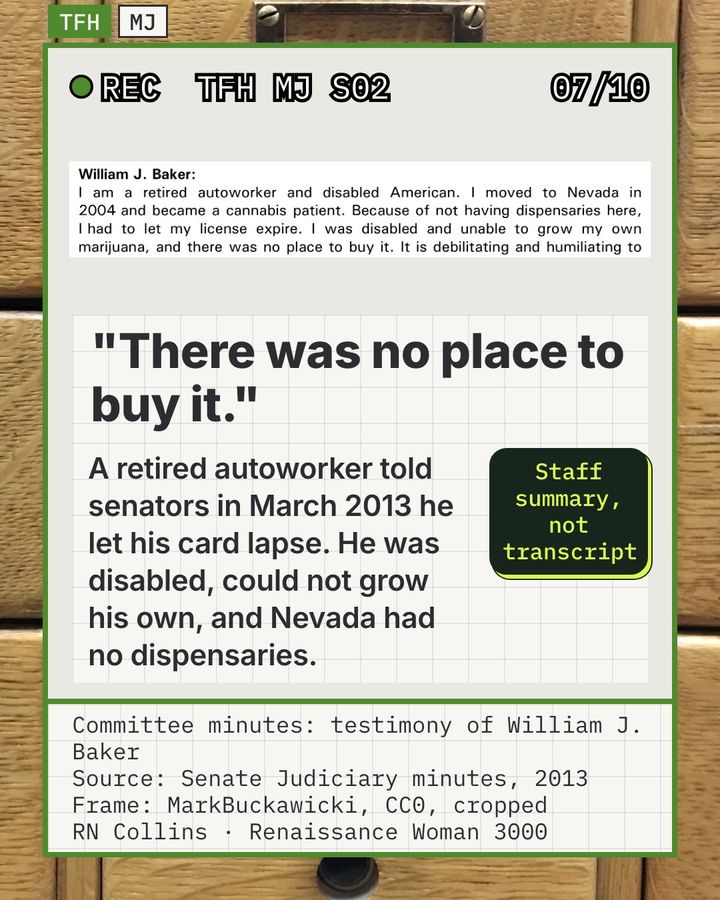 TFH MJ
REC TFH MJ S02 07/10
William J. Baker:
I am a retired autoworker and disabled American. I moved to Nevada in
2004 and became a cannabis patient. Because of not having dispensaries here,
I had to let my license expire. I was disabled and unable to grow my own
marijuana, and there was no place to buy it. It is debilitating and humiliating to
"There was no place to
buy it."
A retired autoworker told
senators in March 2013 he
let his card lapse. He was
disabled, could not grow
his own, and Nevada had
no dispensaries.
Staff
summary,
not
transcript
Committee minutes: testimony of William J.
Baker
Source: Senate Judiciary minutes, 2013
Frame: MarkBuckawicki, CC0, cropped
RN Collins · Renaissance Woman 3000